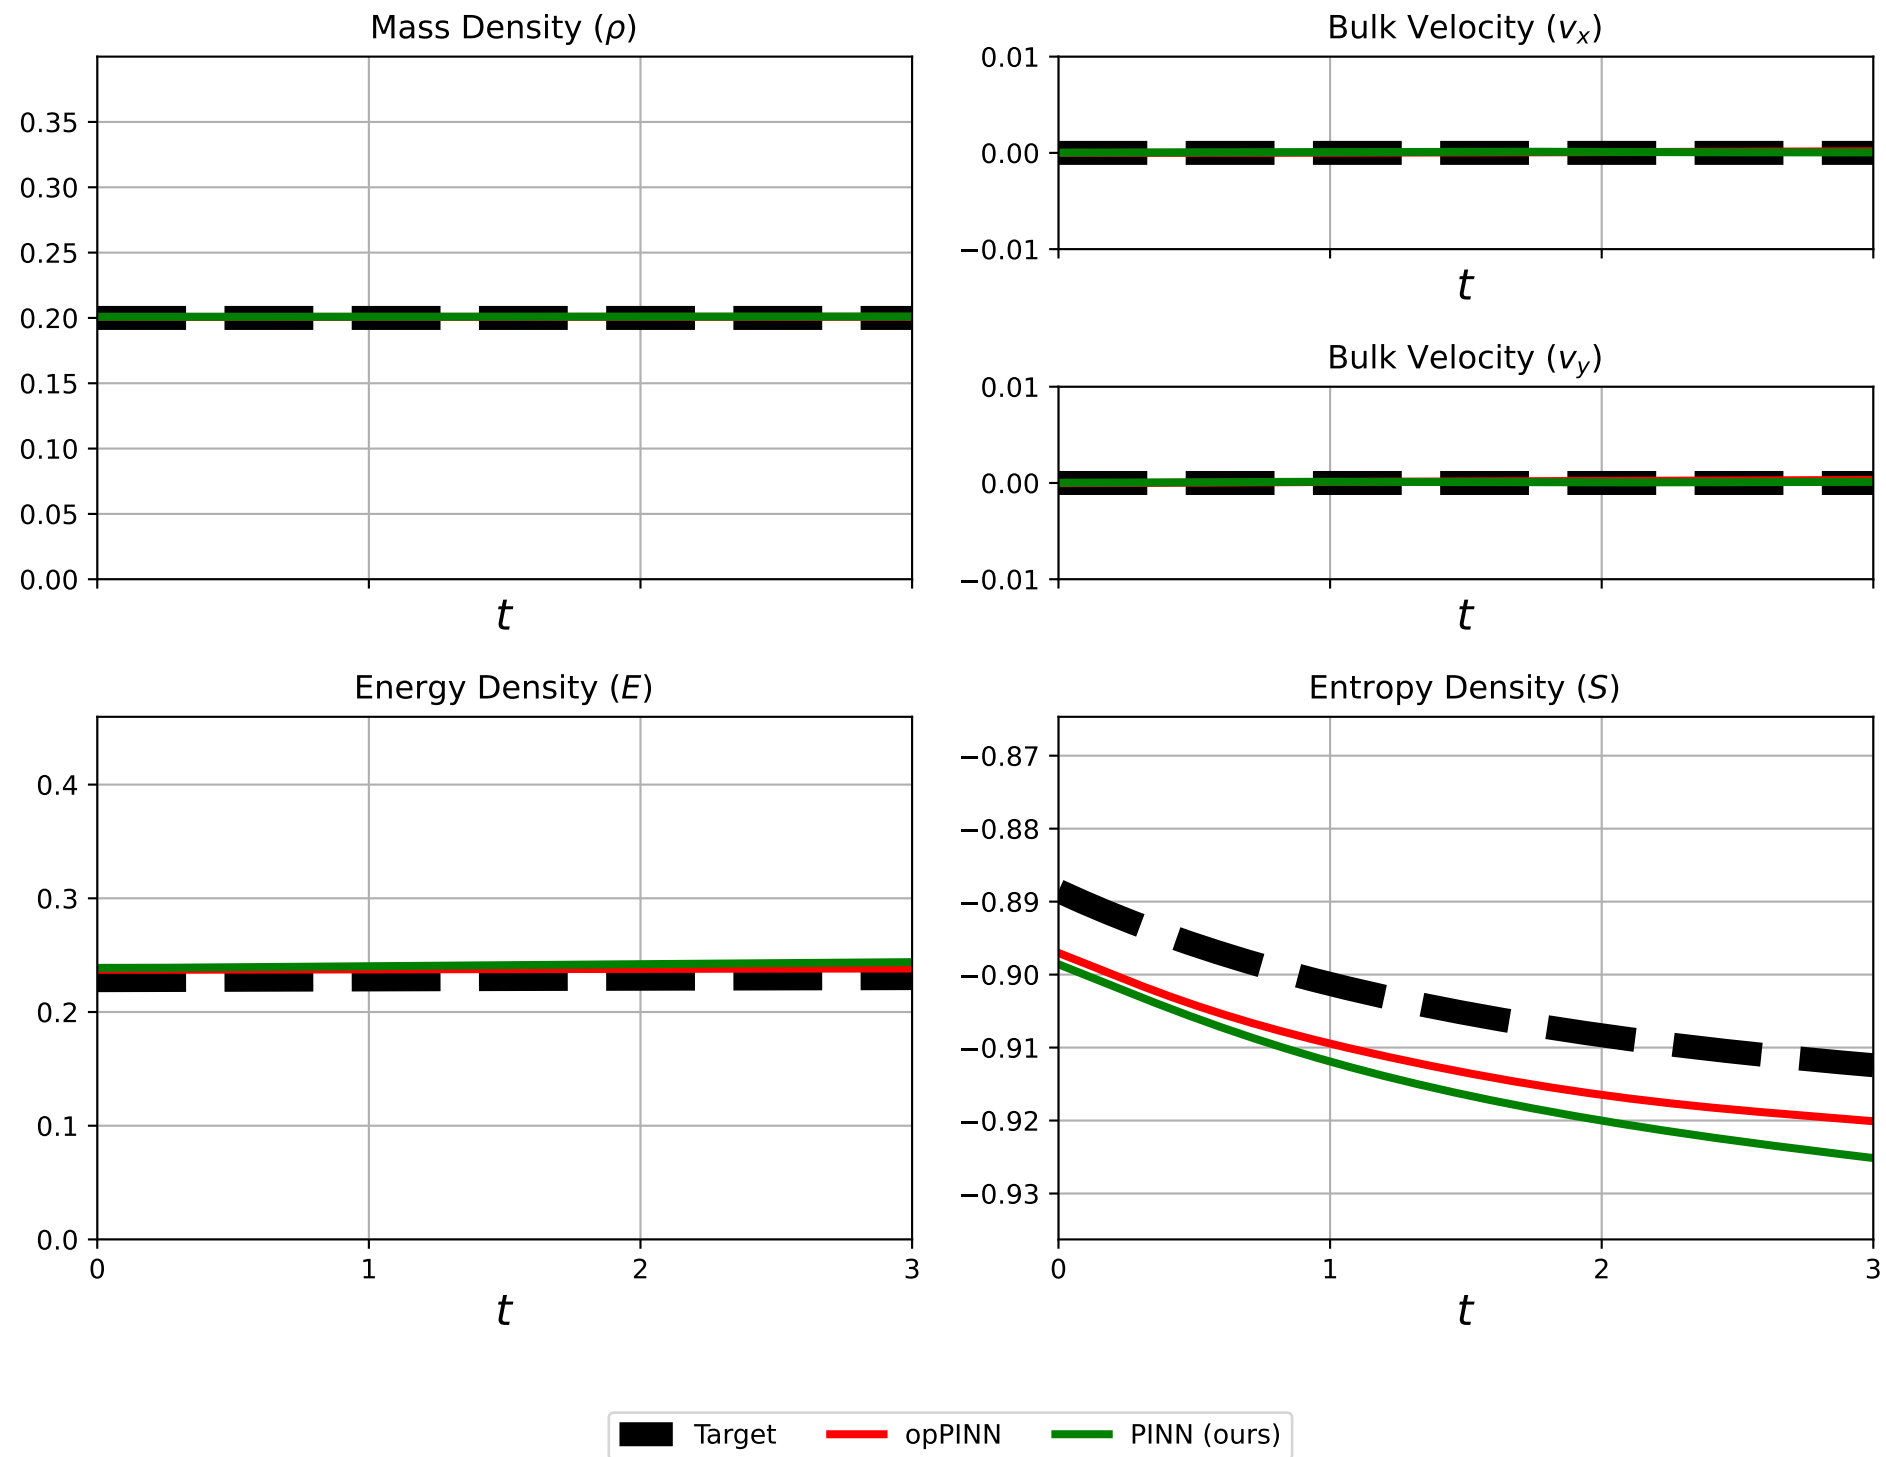 Mass Density (ρ)
0.35
0.30
0.25
0.20
0.15
0.10
0.05
0.00
t
Bulk Velocity (vₓ)
0.01
0.00
−0.01
t
Bulk Velocity (v_y)
0.01
0.00
−0.01
t
Energy Density (E)
0.4
0.3
0.2
0.1
0.0
0 1 2 3
t
Entropy Density (S)
−0.87
−0.88
−0.89
−0.90
−0.91
−0.92
−0.93
0 1 2 3
t
Target opPINN PINN (ours)